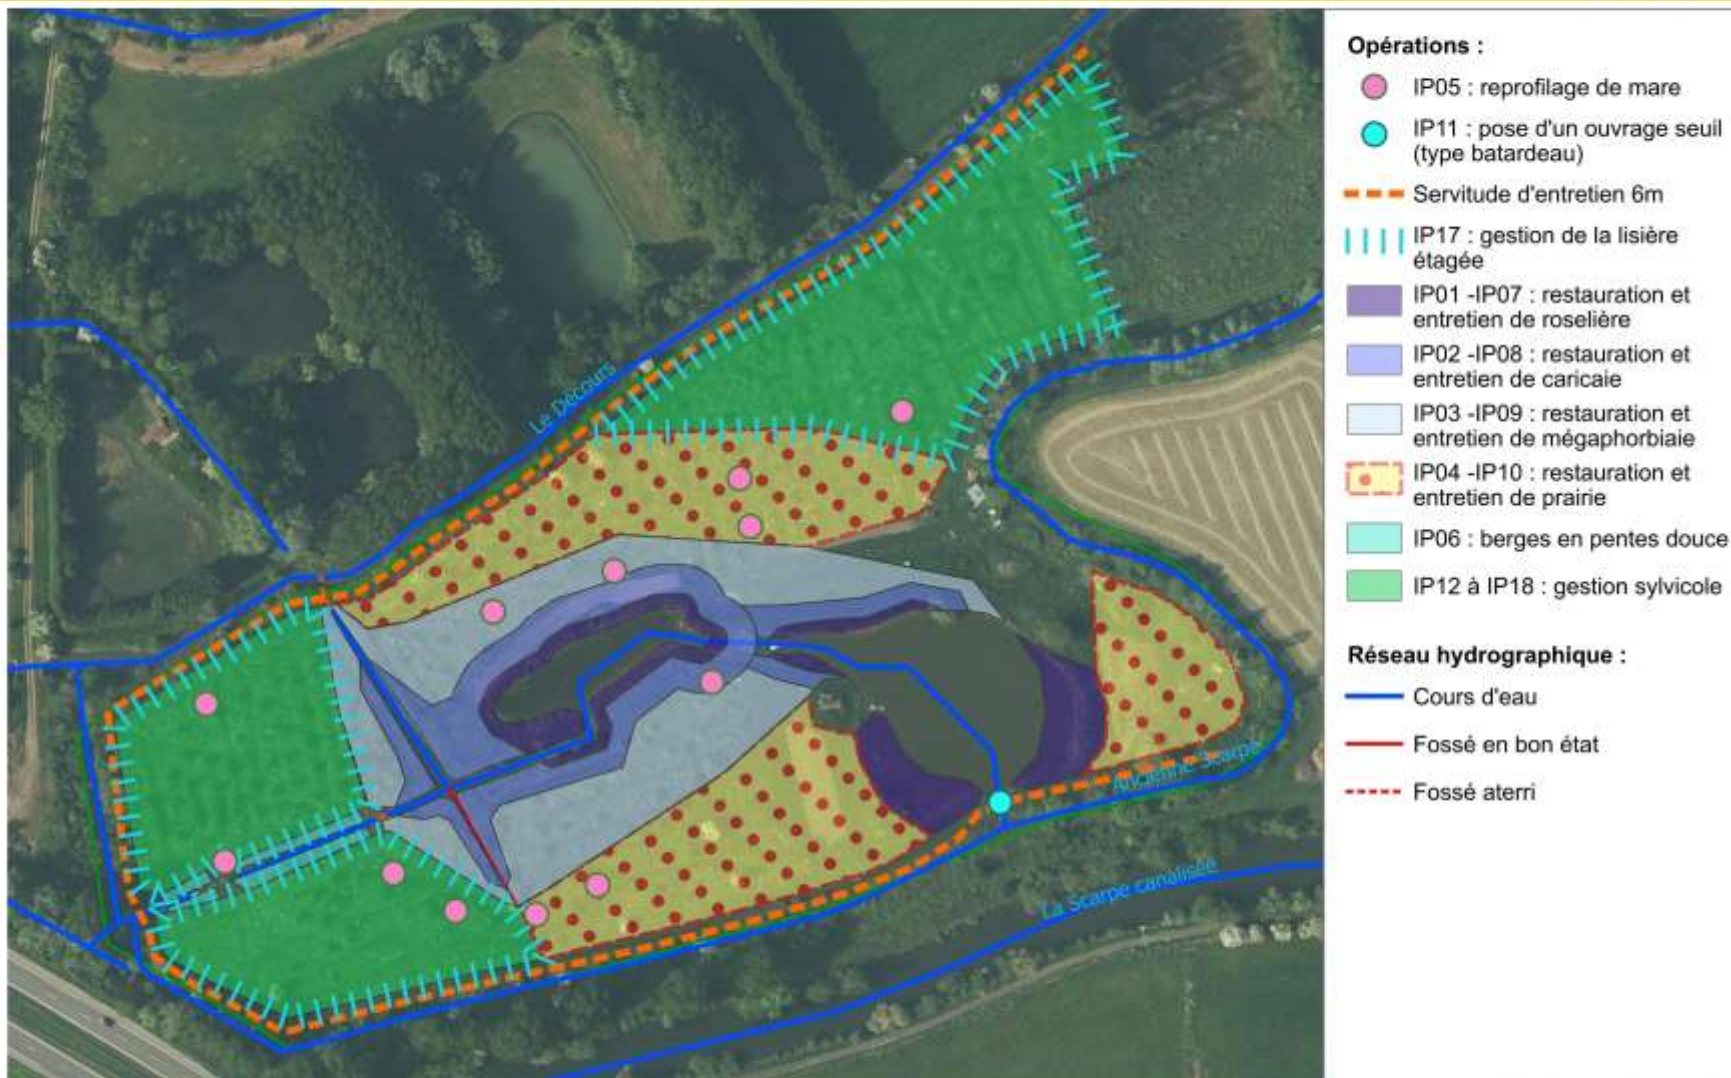 Opérations :
IP05 : reprofilage de mare
IP11 : pose d'un ouvrage seuil
(type batardeau)
Servitude d'entretien 6m
IP17 : gestion de la lisière
étagée
IP01 -IP07 : restauration et
entretien de roselière
IP02 -IP08 : restauration et
entretien de caricaie
IP03 -IP09 : restauration et
entretien de mégaphorbiaie
IP04 -IP10 : restauration et
entretien de prairie
IP06 : berges en pentes douce
IP12 à IP18 : gestion sylvicole
Réseau hydrographique :
Cours d'eau
Fossé en bon état
Fossé aterri
Le Décours
Ancienne Scarpe
La Scarpe canalisée